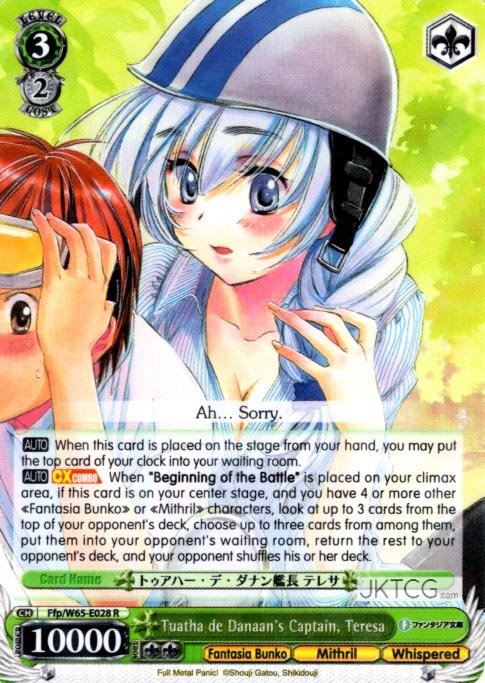 LEVEL
3
2
COST
Ah... Sorry.
AUTO When this card is placed on the stage from your hand, you may put
the top card of your clock into your waiting room.
AUTO CXCOMBO When "Beginning of the Battle" is placed on your climax
area, if this card is on your center stage, and you have 4 or more other
«Fantasia Bunko» or «Mithril» characters, look at up to 3 cards from the
top of your opponent's deck, choose up to three cards from among them,
put them into your opponent's waiting room, return the rest to your
opponent's deck, and your opponent shuffles his or her deck.
Card Name トゥアハー・デ・ダナン艦長 テレサ
JKTCG.com
CH Ffp/W65-E028 R
POWER 10000 SOUL Tuatha de Danaan's Captain, Teresa ファンタジア文庫
Fantasia Bunko Mithril Whispered
Full Metal Panic! ©Shouji Gatou, Shikidouji